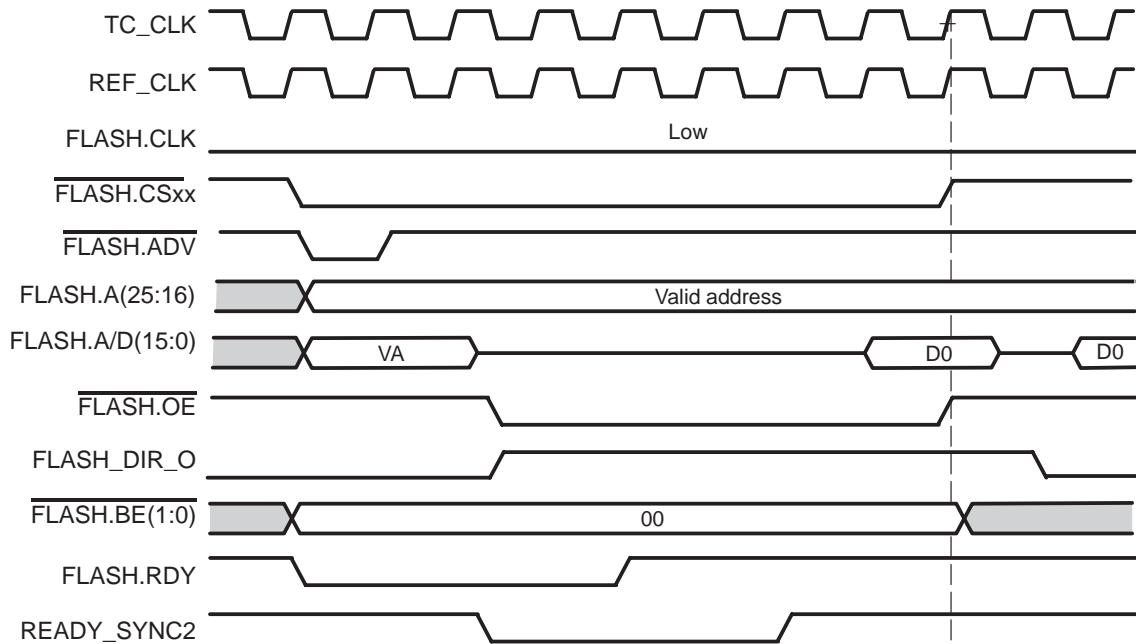 TC_CLK
REF_CLK
FLASH.CLK
Low
FLASH.CSxx
FLASH.ADV
FLASH.A(25:16)
Valid address
FLASH.A/D(15:0)
VA
D0
D0
FLASH.OE
FLASH_DIR_O
FLASH.BE(1:0)
00
FLASH.RDY
READY_SYNC2